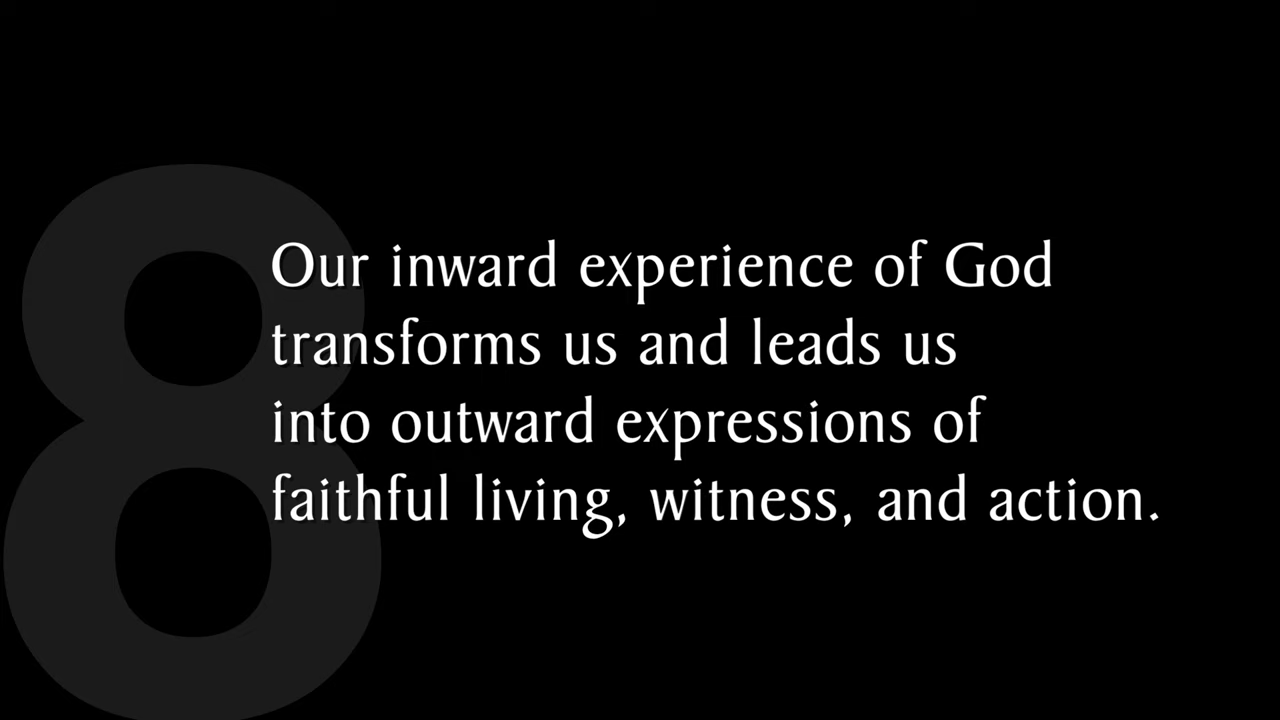 8
Our inward experience of God
transforms us and leads us
into outward expressions of
faithful living, witness, and action.